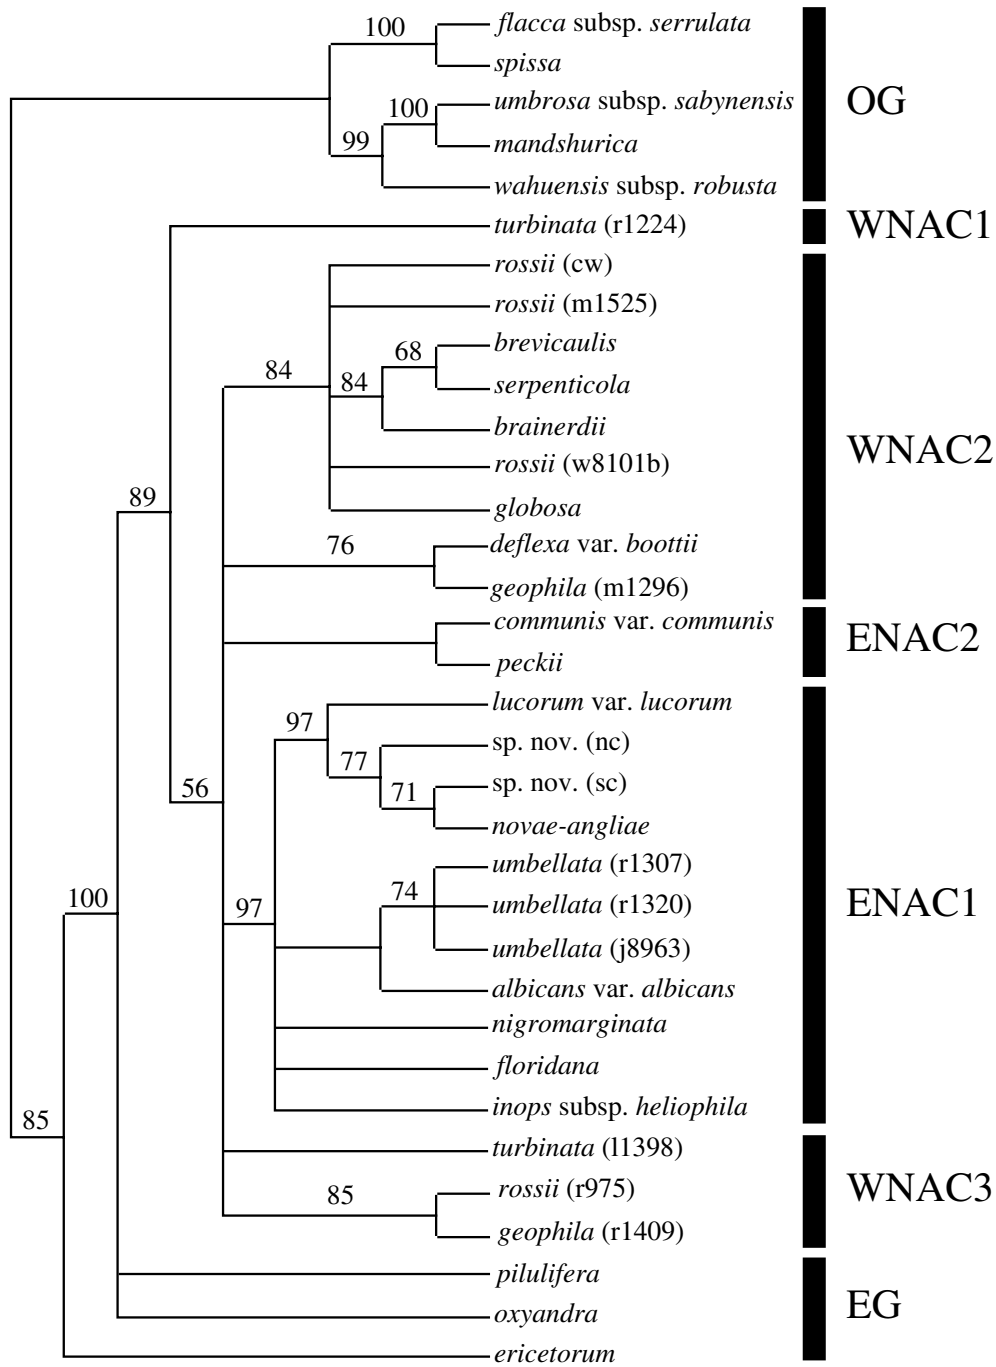 100
flacca subsp. serrulata
spissa
OG
100
umbrosa subsp. sabynensis
99
mandshurica
wahuensis subsp. robusta
turbinata (r1224)
WNAC1
rossii (cw)
rossii (m1525)
68
brevicaulis
84
84
serpenticola
brainerdii
WNAC2
rossii (w8101b)
89
globosa
76
deflexa var. boottii
geophila (m1296)
communis var. communis
ENAC2
peckii
lucorum var. lucorum
97
sp. nov. (nc)
77
56
71
sp. nov. (sc)
novae-angliae
umbellata (r1307)
74
100
97
umbellata (r1320)
ENAC1
umbellata (j8963)
albicans var. albicans
nigromarginata
floridana
85
inops subsp. heliophila
turbinata (l1398)
85
rossii (r975)
WNAC3
geophila (r1409)
pilulifera
EG
oxyandra
ericetorum